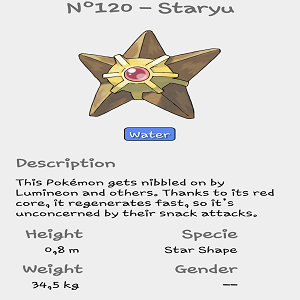 N°120 - Staryu
Water
Description
This Pokémon gets nibbled on by
Lumineon and others. Thanks to its red
core, it regenerates fast, so it's
unconcerned by their snack attacks.
Height Specie
0,8 m Star Shape
Weight Gender
34,5 kg --